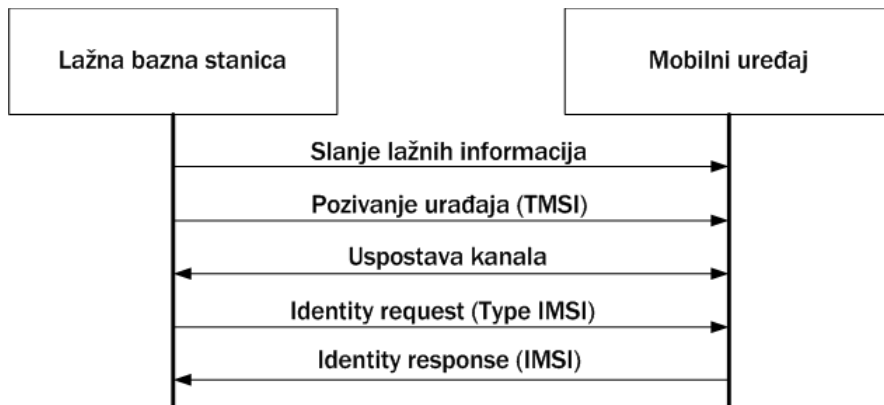 Lažna bazna stanica
Mobilni uređaj
Slanje lažnih informacija
Pozivanje urađaja (TMSI)
Uspostava kanala
Identity request (Type IMSI)
Identity response (IMSI)